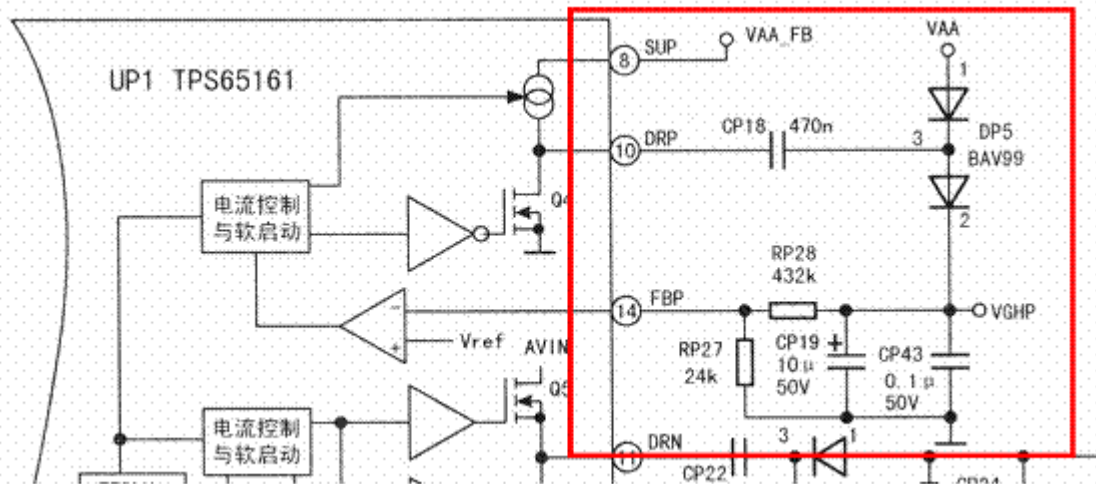 VAA_FB
VAA
8
SUP
1
UP1 TPS65161
CP18
470n
3
DP5
BAV99
10
DRP
2
电流控制
与软启动
RP28
432k
14
FBP
VGHP
Vref
AVIN
RP27
24k
CP19
10μ
50V
CP43
0.1μ
50V
电流控制
与软启动
11
DRN
3
1
CP22
CP24